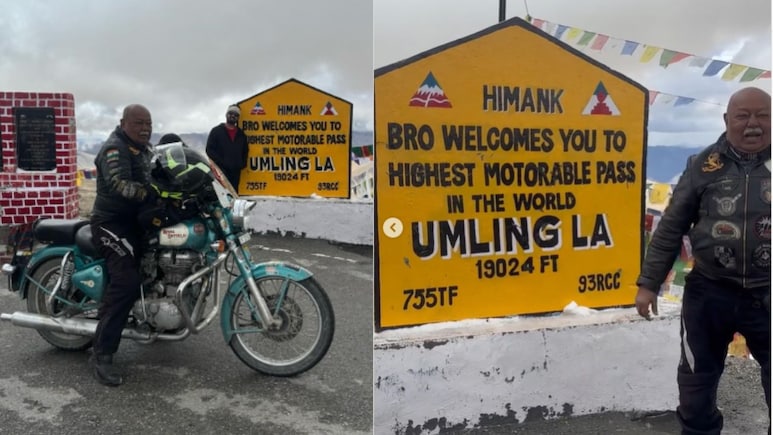 HIMANK
BRO WELCOMES YOU TO
HIGHEST MOTORABLE PASS
IN THE WORLD
UMLING LA
19024 FT
755TF 93RCC
HIMANK
BRO WELCOMES YOU TO
HIGHEST MOTORABLE PASS
IN THE WORLD
UMLING LA
19024 FT
755TF 93RCC